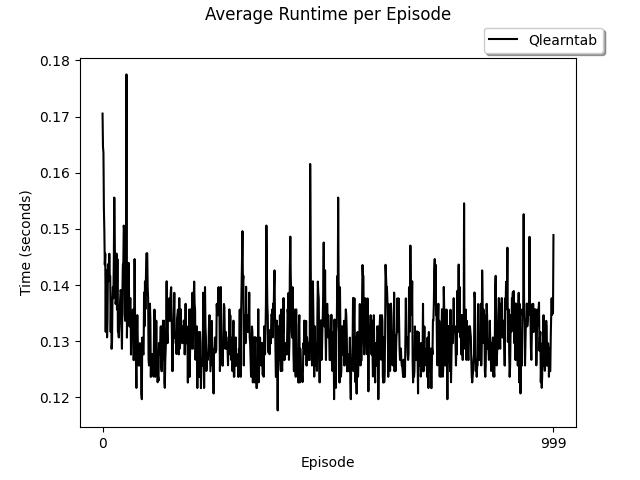 Average Runtime per Episode
Qlearntab
0.18
0.17
0.16
0.15
0.14
0.13
0.12
Time (seconds)
0
999
Episode